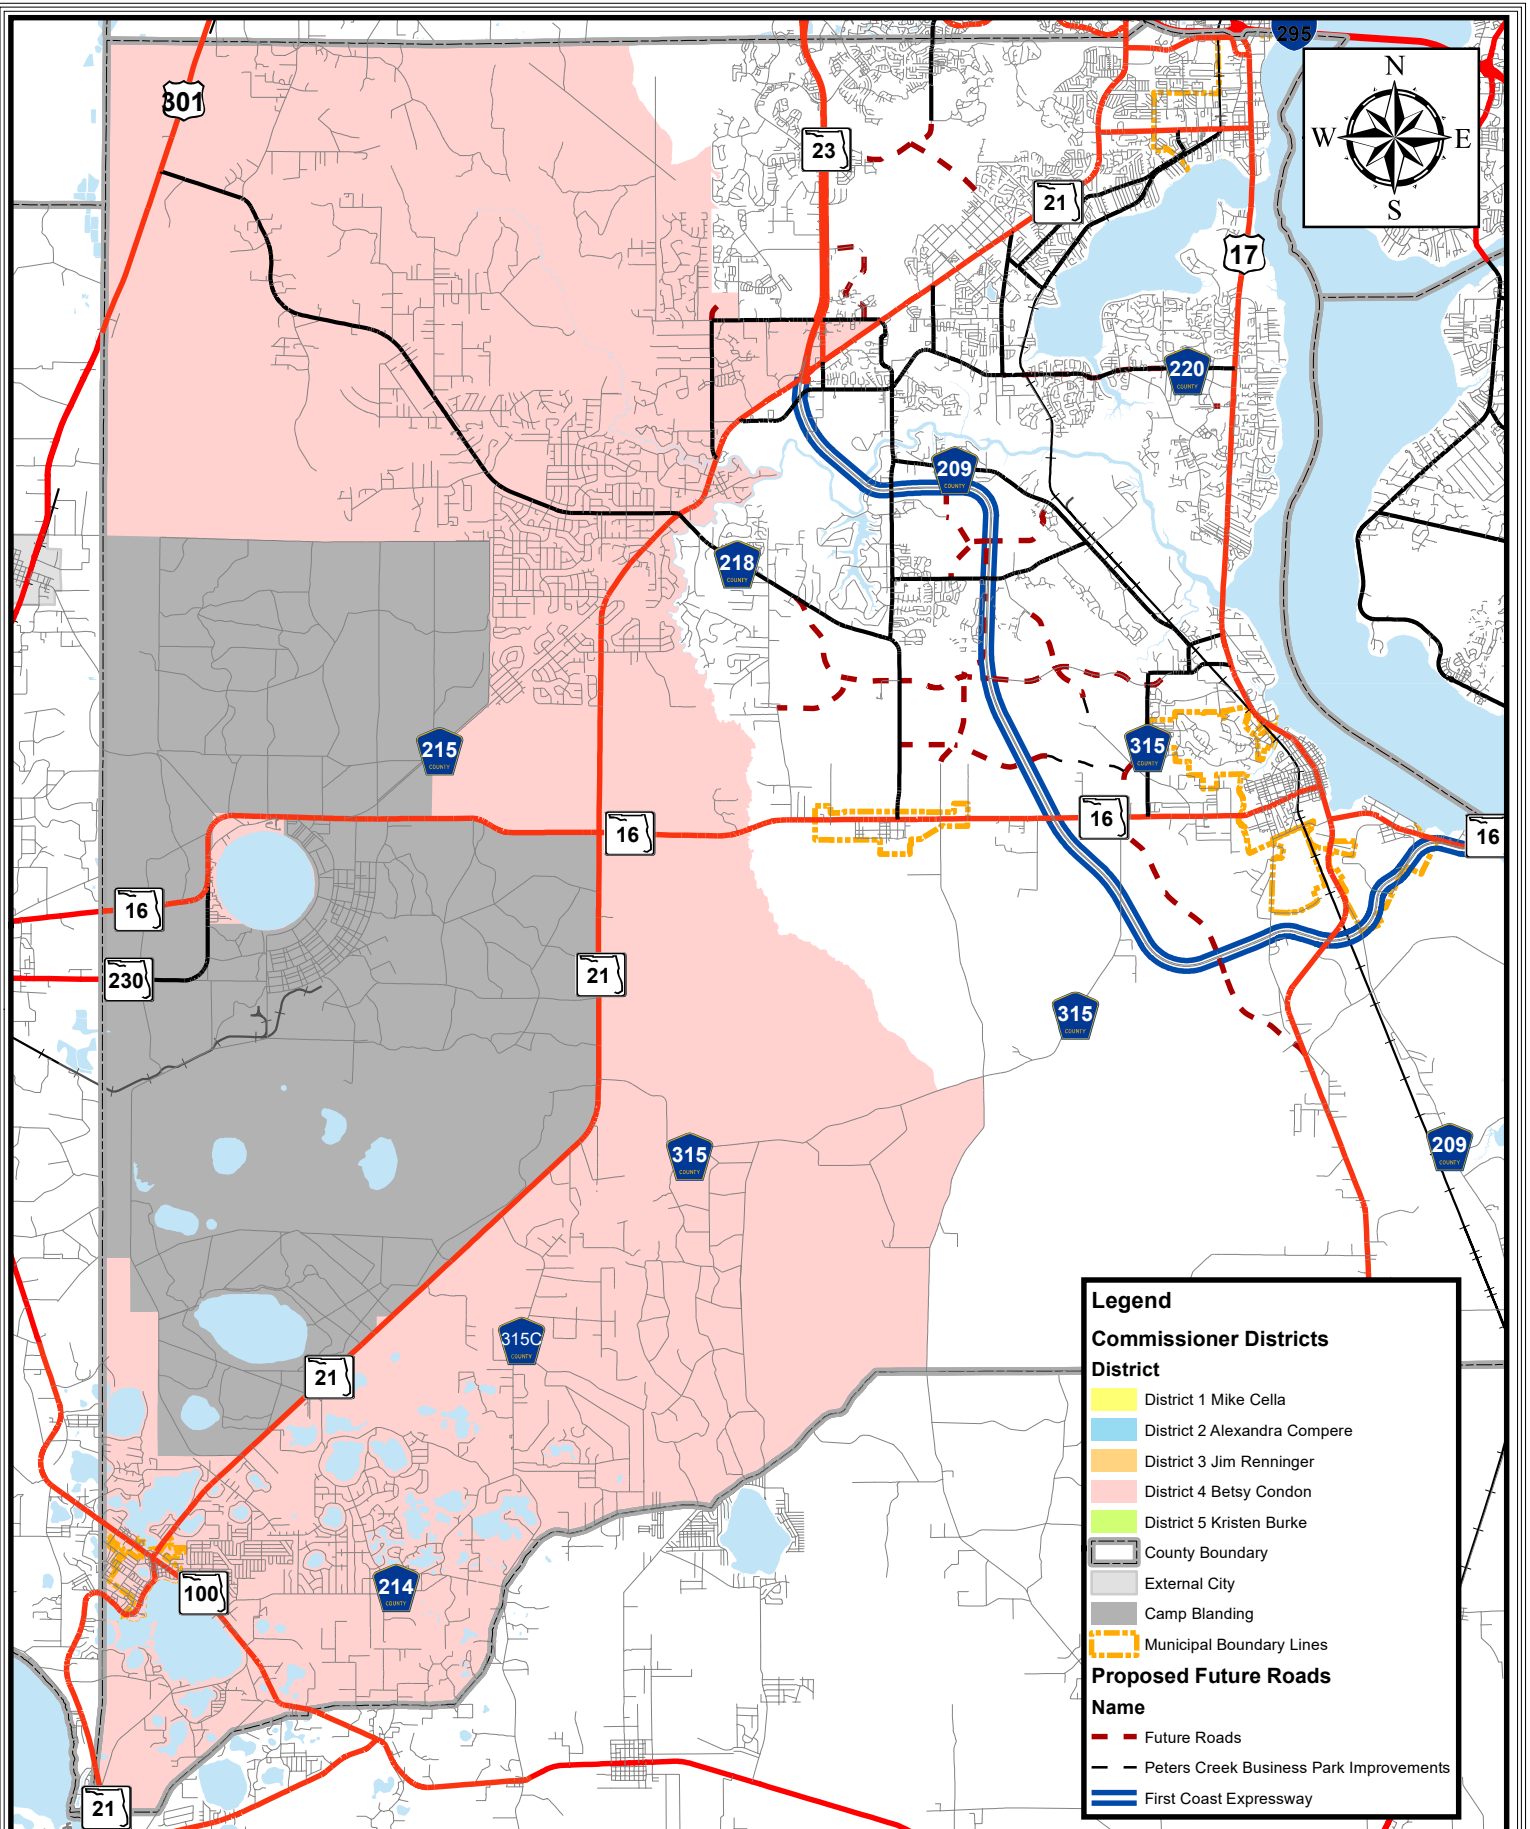 295
301
N
W
E
S
23
21
17
220
COUNTY
209
COUNTY
218
COUNTY
215
COUNTY
315
COUNTY
16
16
16
16
230
21
315
COUNTY
315
COUNTY
209
COUNTY
315C
COUNTY
21
214
COUNTY
100
21
Legend
Commissioner Districts
District
District 1 Mike Cella
District 2 Alexandra Compere
District 3 Jim Renninger
District 4 Betsy Condon
District 5 Kristen Burke
County Boundary
External City
Camp Blanding
Municipal Boundary Lines
Proposed Future Roads
Name
Future Roads
Peters Creek Business Park Improvements
First Coast Expressway